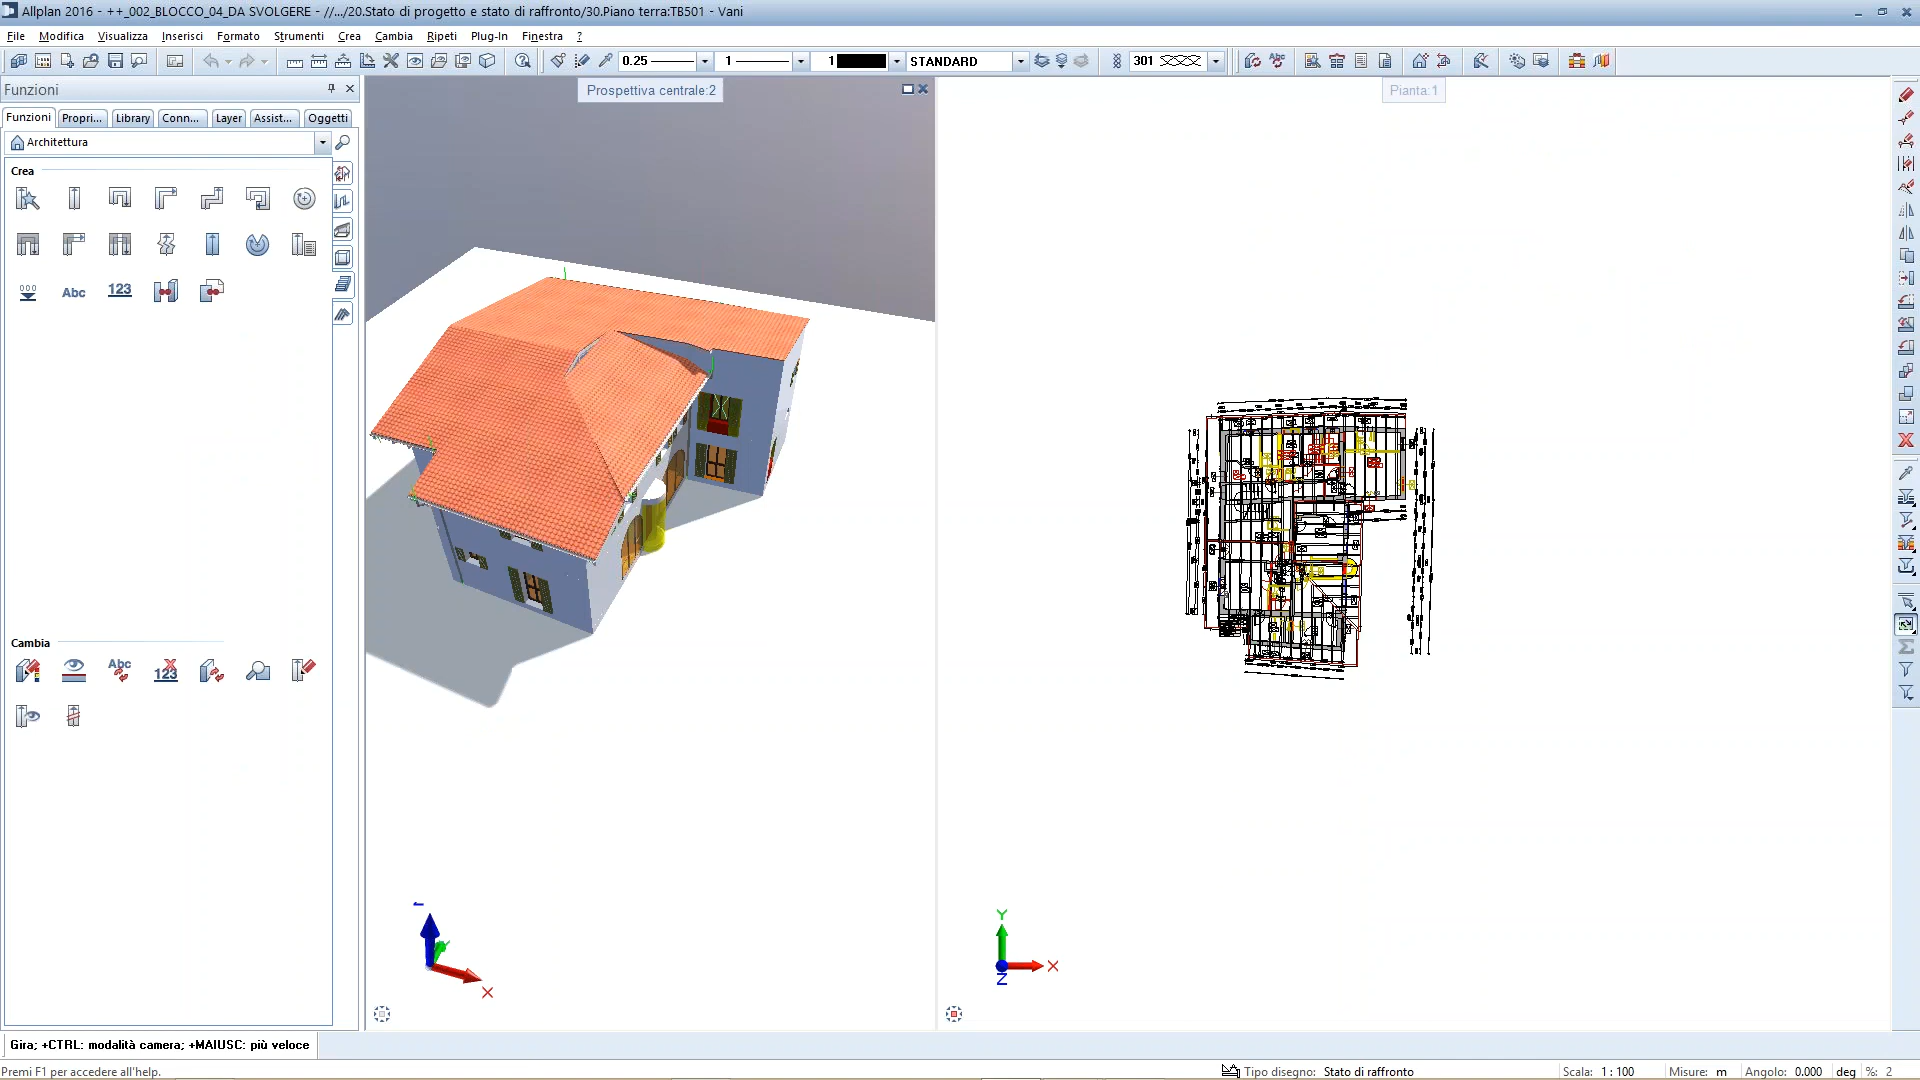 Allplan 2016 - ++_002_BLOCCO_04_DA SVOLGERE - //.../20.Stato di progetto e stato di raffronto/30.Piano terra:TB501 - Vani
File Modifica Visualizza Inserisci Formato Strumenti Crea Cambia Ripeti Plug-In Finestra ?
0.25 1 1 STANDARD 301
Funzioni
Prospettiva centrale:2
Pianta:1
Funzioni Propri... Library Conn... Layer Assist... Oggetti
Architettura
Crea
Abc 123
Cambia
Abc 123
Y
X
X
Y
X
Z
Gira; +CTRL: modalità camera; +MAIUSC: più veloce
Premi F1 per accedere all'help.
Tipo disegno: Stato di raffronto Scala: 1 : 100 Misure: m Angolo: 0.000 deg %: 2